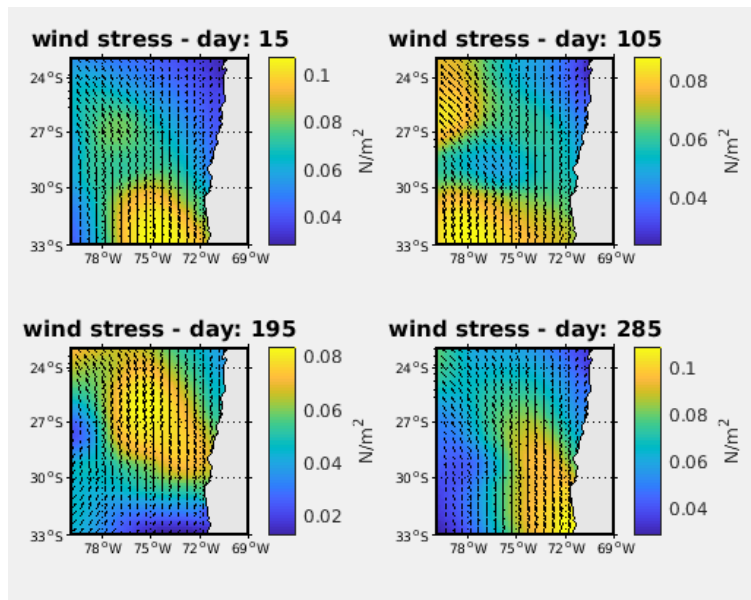 wind stress - day: 15
24°S
27°S
30°S
33°S
78°W 75°W 72°W 69°W
0.1
0.08
0.06
0.04
N/m²
wind stress - day: 105
24°S
27°S
30°S
33°S
78°W 75°W 72°W 69°W
0.08
0.06
0.04
N/m²
wind stress - day: 195
24°S
27°S
30°S
33°S
78°W 75°W 72°W 69°W
0.08
0.06
0.04
0.02
N/m²
wind stress - day: 285
24°S
27°S
30°S
33°S
78°W 75°W 72°W 69°W
0.1
0.08
0.06
0.04
N/m²